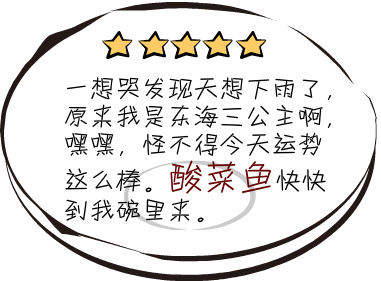 一想哭发现天想下雨了，
原来我是东海三公主啊，
嘿嘿，怪不得今天运势
这么棒。酸菜鱼快快
到我碗里来。